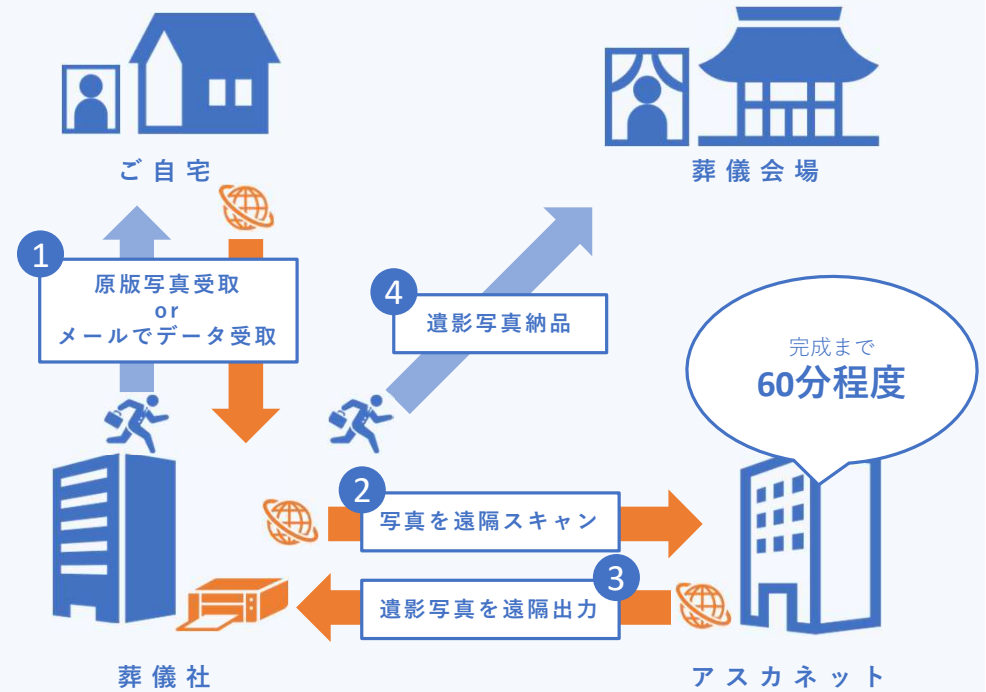 ご自宅
葬儀会場
1
原版写真受取
or
メールでデータ受取
4
遺影写真納品
完成まで
60分程度
2
写真を遠隔スキャン
3
遺影写真を遠隔出力
葬儀社
アスカネット